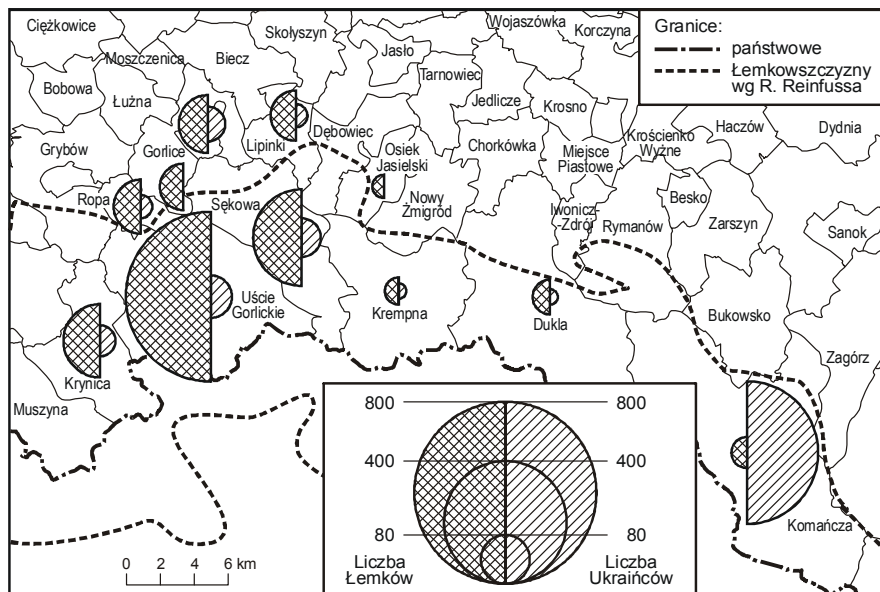 Ciężkowice
Skołyszyn
Wojaszówka
Korczyna
Moszczenica
Biecz
Jasło
Tarnowiec
Bobowa
Łużna
Jedlicze
Krosno
Granice:
państwowe
Łemkowszczyzny
wg R. Reinfussa
Grybów
Gorlice
Lipinki
Dębowiec
Osiek
Jasielski
Chorkówka
Miejsce
Piastowe
Krościenko
Wyżne
Haczów
Dydnia
Ropa
Sękowa
Nowy
Żmigród
Iwonicz-
Zdrój
Rymanów
Besko
Zarszyn
Sanok
Uście
Gorlickie
Krempna
Dukla
Bukowsko
Krynica
Muszyna
Zagórz
Komańcza
800
800
400
400
80
80
Liczba
Łemków
Liczba
Ukraińców
0 2 4 6 km